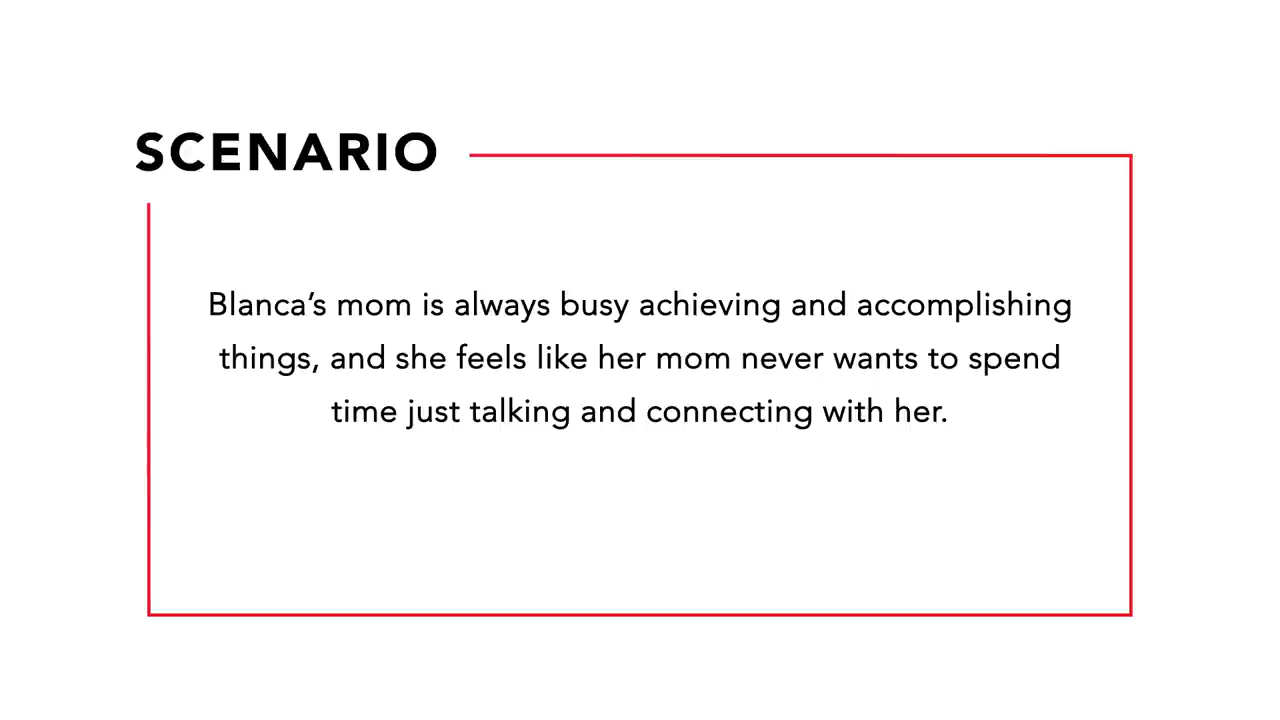 SCENARIO
Blanca’s mom is always busy achieving and accomplishing
things, and she feels like her mom never wants to spend
time just talking and connecting with her.